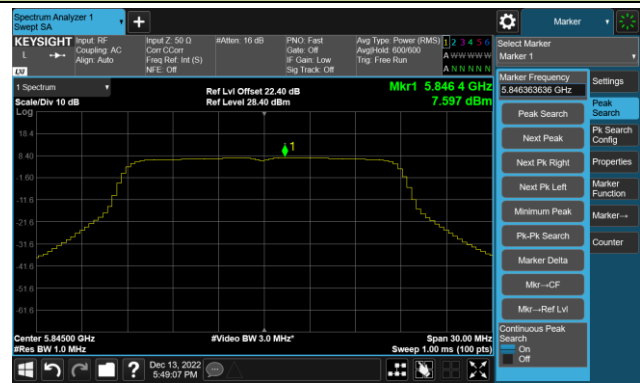 Spectrum Analyzer 1
Swept SA
Marker
KEYSIGHT
L
LXI
Input: RF
Coupling: AC
Align: Auto
Input Z: 50 Ω
Corr CCorr
Freq Ref: Int (S)
NFE: Off
#Atten: 16 dB
PNO: Fast
Gate: Off
IF Gain: Low
Sig Track: Off
Avg Type: Power (RMS)
Avg|Hold: 600/600
Trig: Free Run
1 2 3 4 5 6
A W W W W W
A N N N N N
Select Marker
Marker 1
1 Spectrum
Scale/Div 10 dB
Log
Ref Lvl Offset 22.40 dB
Ref Level 28.40 dBm
Mkr1 5.846 4 GHz
7.597 dBm
18.4
8.40
-1.60
-11.6
-21.6
-31.6
-41.6
-51.6
-61.6
1
Center 5.84500 GHz
#Res BW 1.0 MHz
#Video BW 3.0 MHz*
Span 30.00 MHz
Sweep 1.00 ms (100 pts)
Marker Frequency
5.846363636 GHz
Peak Search
Next Peak
Next Pk Right
Next Pk Left
Minimum Peak
Pk-Pk Search
Marker Delta
Mkr→CF
Mkr→Ref Lvl
Continuous Peak
Search
On
Off
Settings
Peak
Search
Pk Search
Config
Properties
Marker
Function
Marker→
Counter
?
Dec 13, 2022
5:49:07 PM